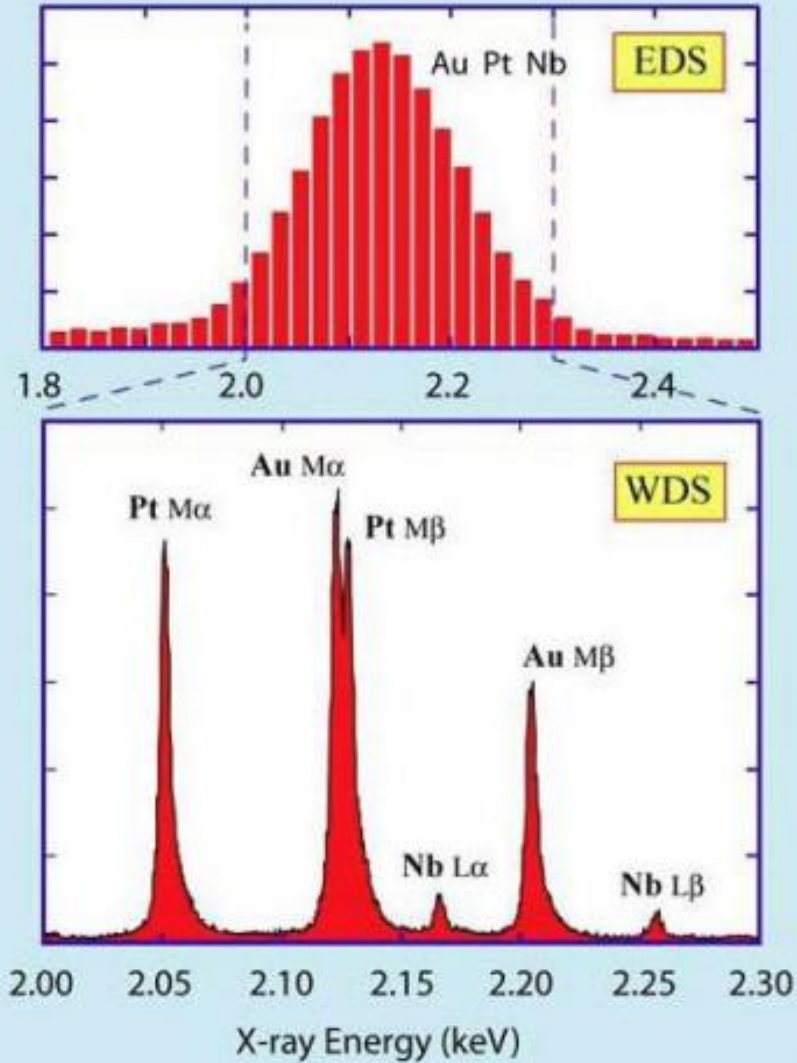 Au Pt Nb
EDS
1.8 2.0 2.2 2.4
WDS
Au Mα
Pt Mα
Pt Mβ
Au Mβ
Nb Lα
Nb Lβ
2.00 2.05 2.10 2.15 2.20 2.25 2.30
X-ray Energy (keV)